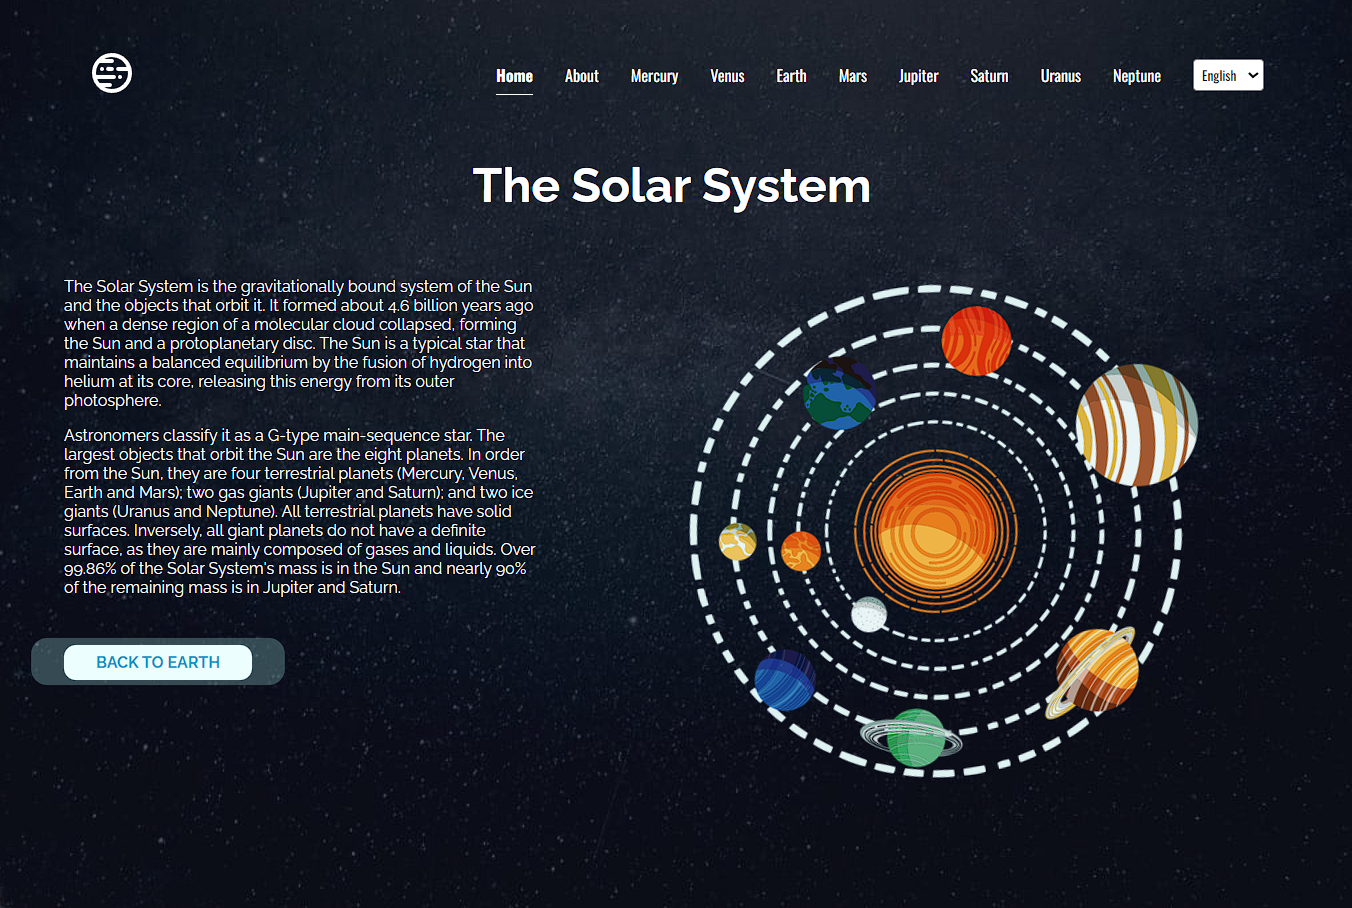 Home About Mercury Venus Earth Mars Jupiter Saturn Uranus Neptune English
The Solar System
The Solar System is the gravitationally bound system of the Sun
and the objects that orbit it. It formed about 4.6 billion years ago
when a dense region of a molecular cloud collapsed, forming
the Sun and a protoplanetary disc. The Sun is a typical star that
maintains a balanced equilibrium by the fusion of hydrogen into
helium at its core, releasing this energy from its outer
photosphere.
Astronomers classify it as a G-type main-sequence star. The
largest objects that orbit the Sun are the eight planets. In order
from the Sun, they are four terrestrial planets (Mercury, Venus,
Earth and Mars); two gas giants (Jupiter and Saturn); and two ice
giants (Uranus and Neptune). All terrestrial planets have solid
surfaces. Inversely, all giant planets do not have a definite
surface, as they are mainly composed of gases and liquids. Over
99.86% of the Solar System's mass is in the Sun and nearly 90%
of the remaining mass is in Jupiter and Saturn.
BACK TO EARTH